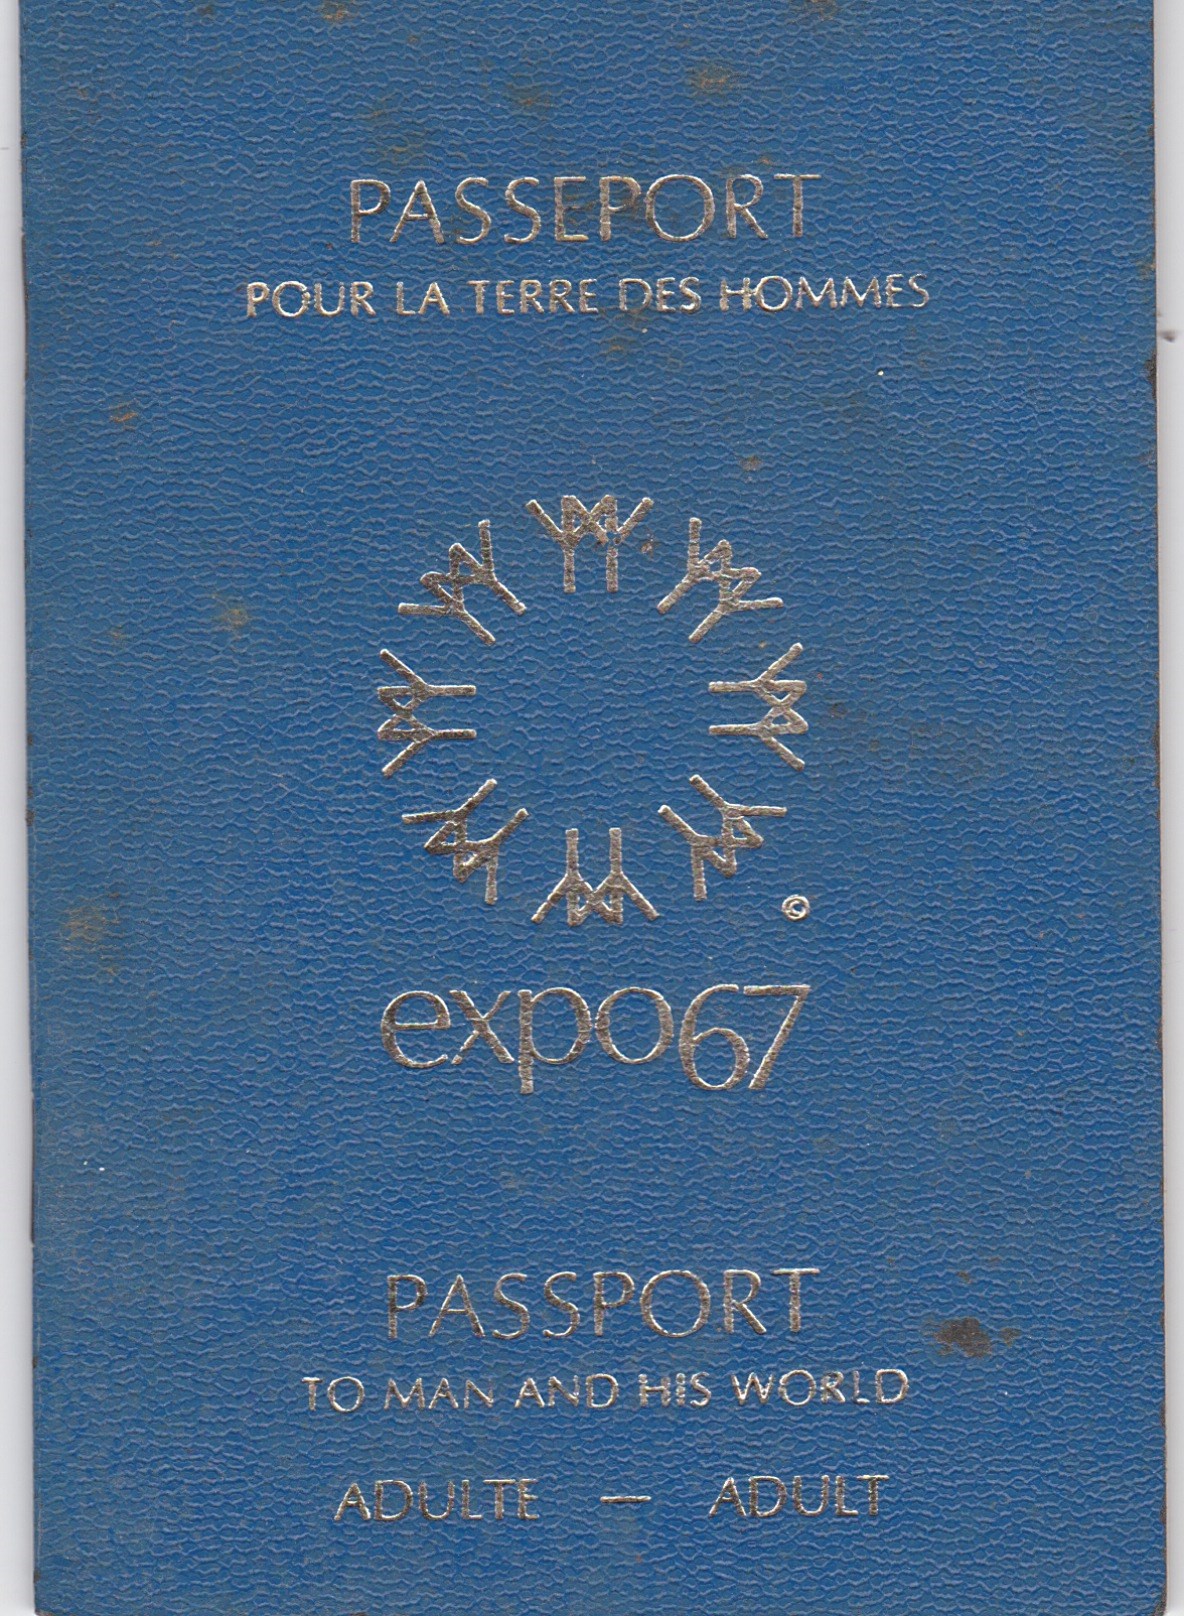 PASSEPORT
POUR LA TERRE DES HOMMES
©
expo67
PASSPORT
TO MAN AND HIS WORLD
ADULTE — ADULT